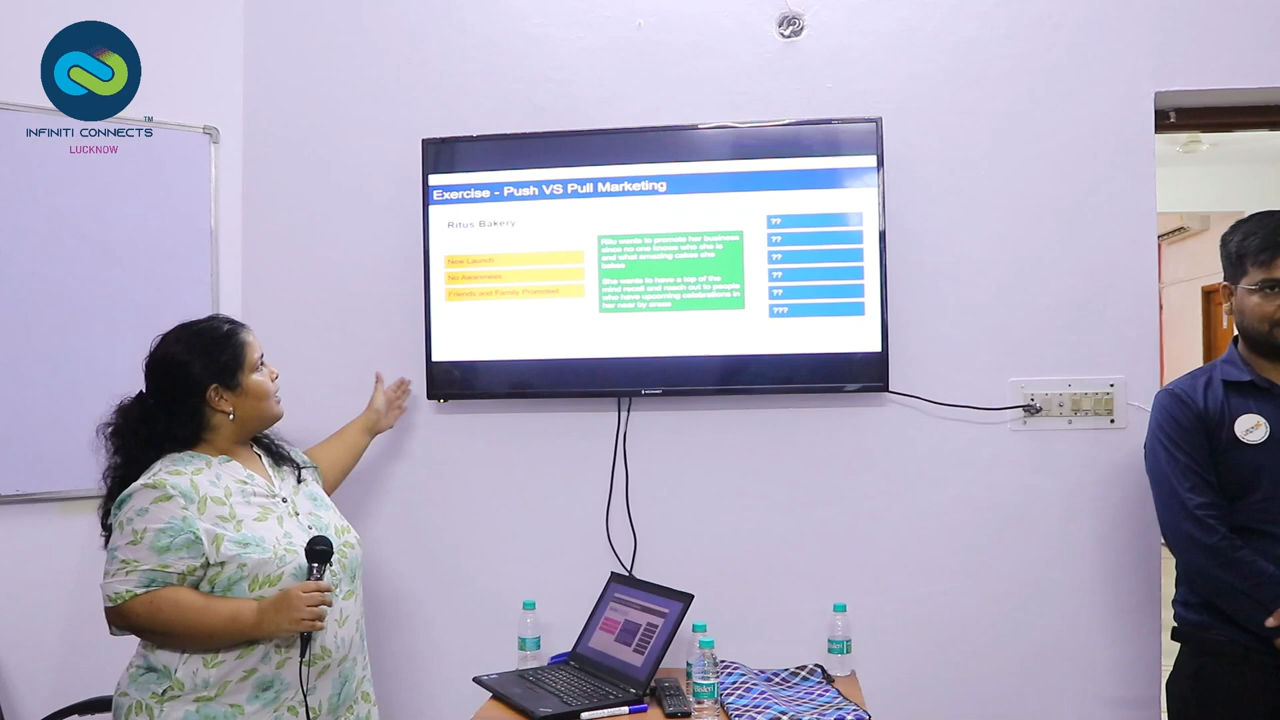 TM
INFINITI CONNECTS
LUCKNOW
Exercise - Push VS Pull Marketing
Ritus Bakery
New Launch
No Awareness
Friends and Family Promoted
Ritu wants to promote her business
since no one knows who she is
and what amazing cakes she
bakes
She wants to have a top of the
mind recall and reach out to people
who have upcoming celebrations in
her near by areas
??
??
??
??
??
???
Bisleri